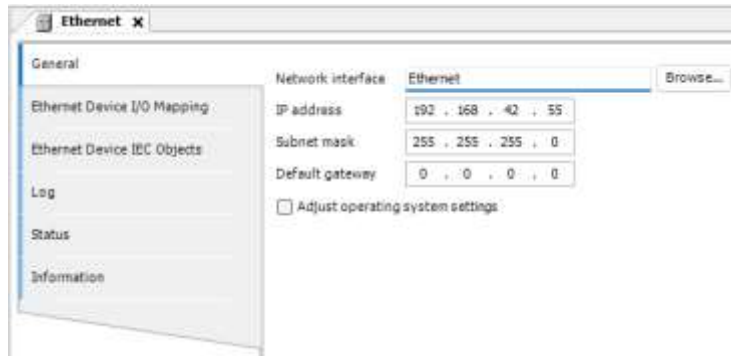 Ethernet
General
Network interface Ethernet Browse...
Ethernet Device I/O Mapping
IP address 192 . 168 . 42 . 55
Subnet mask 255 . 255 . 255 . 0
Ethernet Device IEC Objects
Default gateway 0 . 0 . 0 . 0
Log
Adjust operating system settings
Status
Information